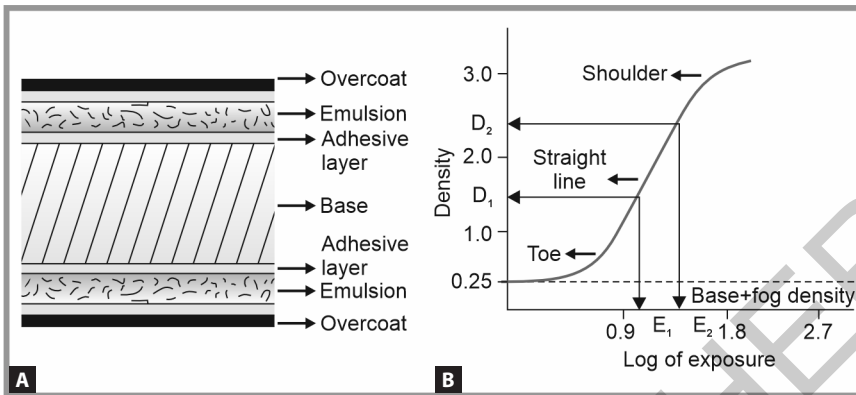 Overcoat
Emulsion
Adhesive
layer
Base
Adhesive
layer
Emulsion
Overcoat
A
Density
3.0
D2
2.0
D1
1.0
0.25
Shoulder
Straight
line
Toe
Base+fog density
0.9
E1
E2
1.8
2.7
Log of exposure
B